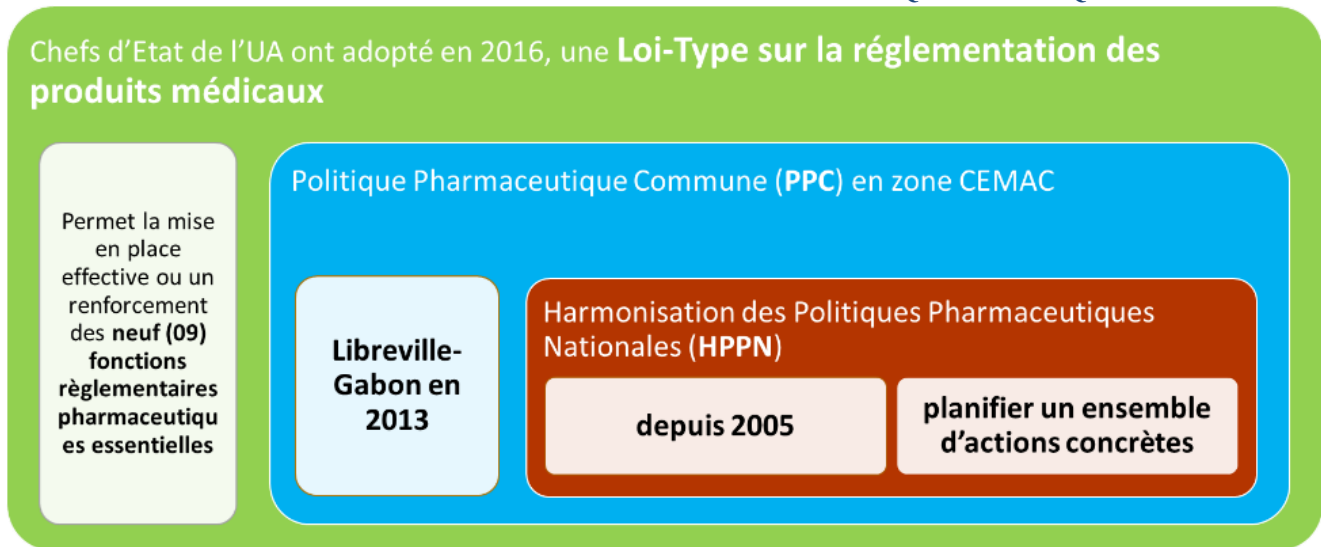 Chefs d’Etat de l’UA ont adopté en 2016, une Loi-Type sur la réglementation des
produits médicaux
Permet la mise
en place
effective ou un
renforcement
des neuf (09)
fonctions
règlementaires
pharmaceutiqu
es essentielles
Politique Pharmaceutique Commune (PPC) en zone CEMAC
Libreville-
Gabon en
2013
Harmonisation des Politiques Pharmaceutiques
Nationales (HPPN)
depuis 2005
planifier un ensemble
d’actions concrètes